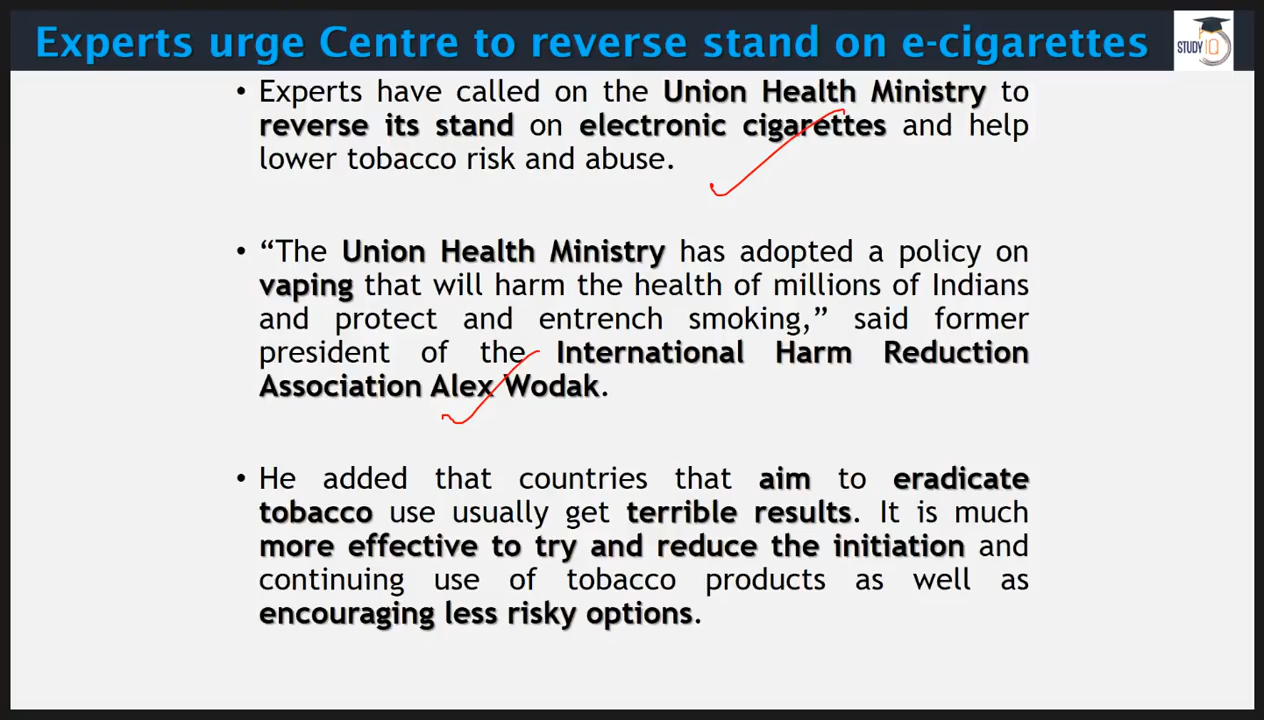 Experts urge Centre to reverse stand on e-cigarettes
STUDY IQ
• Experts have called on the Union Health Ministry to
reverse its stand on electronic cigarettes and help
lower tobacco risk and abuse.
• “The Union Health Ministry has adopted a policy on
vaping that will harm the health of millions of Indians
and protect and entrench smoking,” said former
president of the International Harm Reduction
Association Alex Wodak.
• He added that countries that aim to eradicate
tobacco use usually get terrible results. It is much
more effective to try and reduce the initiation and
continuing use of tobacco products as well as
encouraging less risky options.